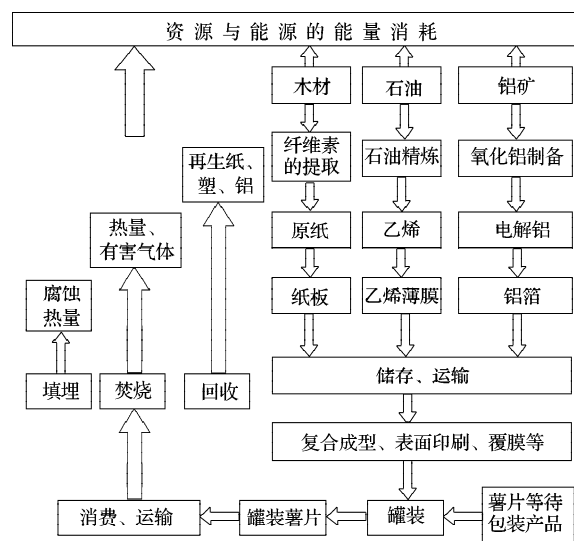 资源与能源的能量消耗
木材
石油
铝矿
再生纸、
塑、铝
纤维素
的提取
石油精炼
氧化铝制备
热量、
有害气体
原纸
乙烯
电解铝
腐蚀
热量
纸板
乙烯薄膜
铝箔
填埋
焚烧
回收
储存、运输
复合成型、表面印刷、覆膜等
消费、运输
罐装薯片
罐装
薯片等待
包装产品